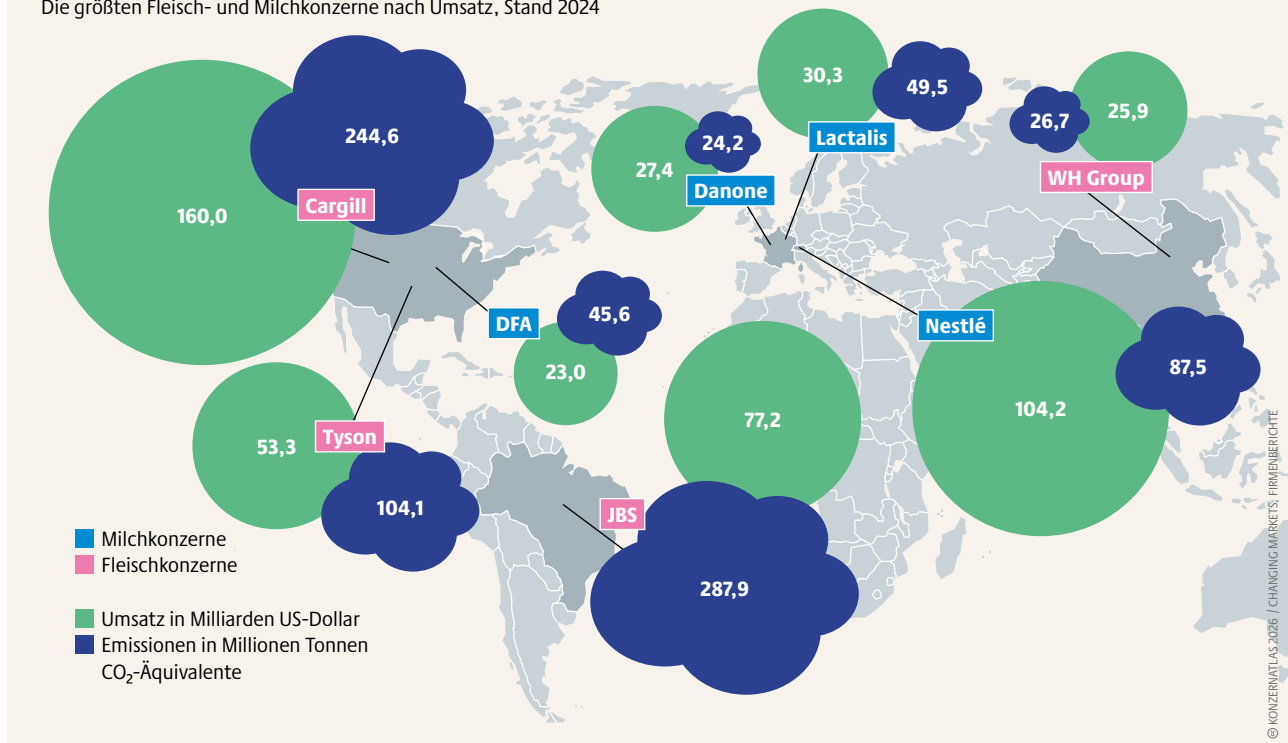 Die größten Fleisch- und Milchkonzerne nach Umsatz, Stand 2024
244,6
160,0
Cargill
30,3
49,5
Lactalis
27,4
24,2
Danone
26,7
25,9
WH Group
DFA
45,6
23,0
Nestlé
104,2
87,5
77,2
53,3
Tyson
104,1
JBS
287,9
Milchkonzerne
Fleischkonzerne
Umsatz in Milliarden US-Dollar
Emissionen in Millionen Tonnen
CO₂-Äquivalente
© KONZERNATLAS 2026 / CHANGING MARKETS, FIRMENBERICHTE